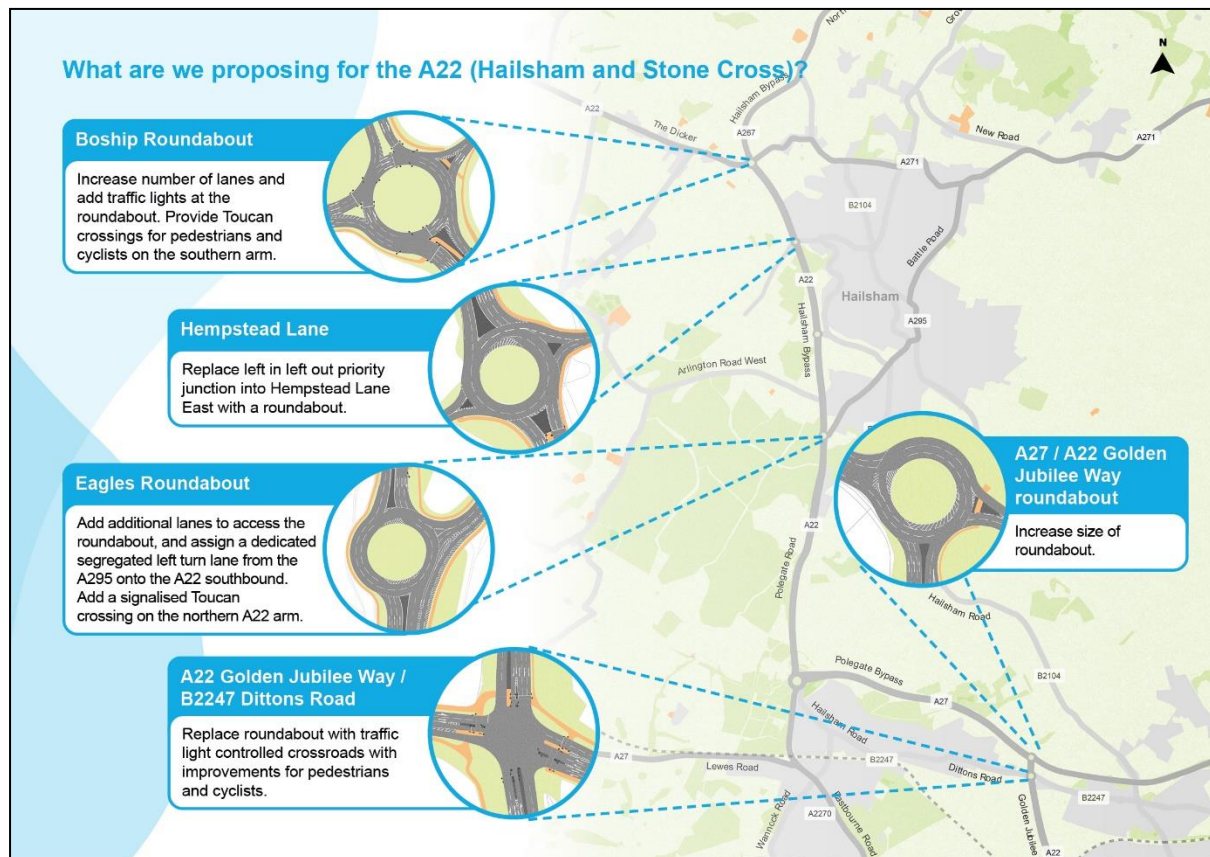 What are we proposing for the A22 (Hailsham and Stone Cross)?
Boship Roundabout
Increase number of lanes and
add traffic lights at the
roundabout. Provide Toucan
crossings for pedestrians and
cyclists on the southern arm.
Hempstead Lane
Replace left in left out priority
junction into Hempstead Lane
East with a roundabout.
Eagles Roundabout
Add additional lanes to access the
roundabout, and assign a dedicated
segregated left turn lane from the
A295 onto the A22 southbound.
Add a signalised Toucan
crossing on the northern A22 arm.
A22 Golden Jubilee Way /
B2247 Dittons Road
Replace roundabout with traffic
light controlled crossroads with
improvements for pedestrians
and cyclists.
A27 / A22 Golden
Jubilee Way
roundabout
Increase size of
roundabout.
N
A22
The Dicker
Hailsham Bypass
A267
A271
New Road
A271
B2104
Battle Road
A22
Hailsham
Hailsham Bypass
A295
Arlington Road West
A22
Polegate Road
Hailsham Road
B2104
Polegate Bypass
A27
Hailsham Road
A27
Lewes Road
B2247
Dittons Road
B2247
Wannock Road
A2270
Eastbourne Road
Golden Jubilee
A22